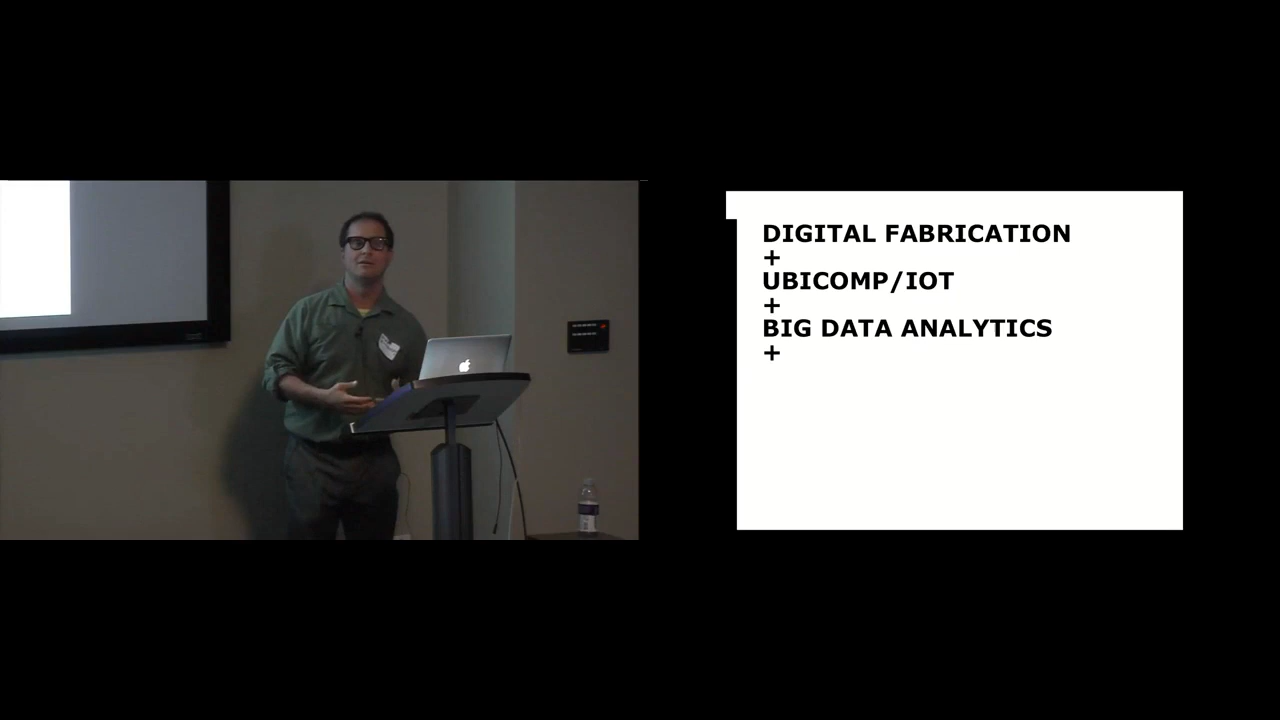 DIGITAL FABRICATION
+
UBICOMP/IOT
+
BIG DATA ANALYTICS
+